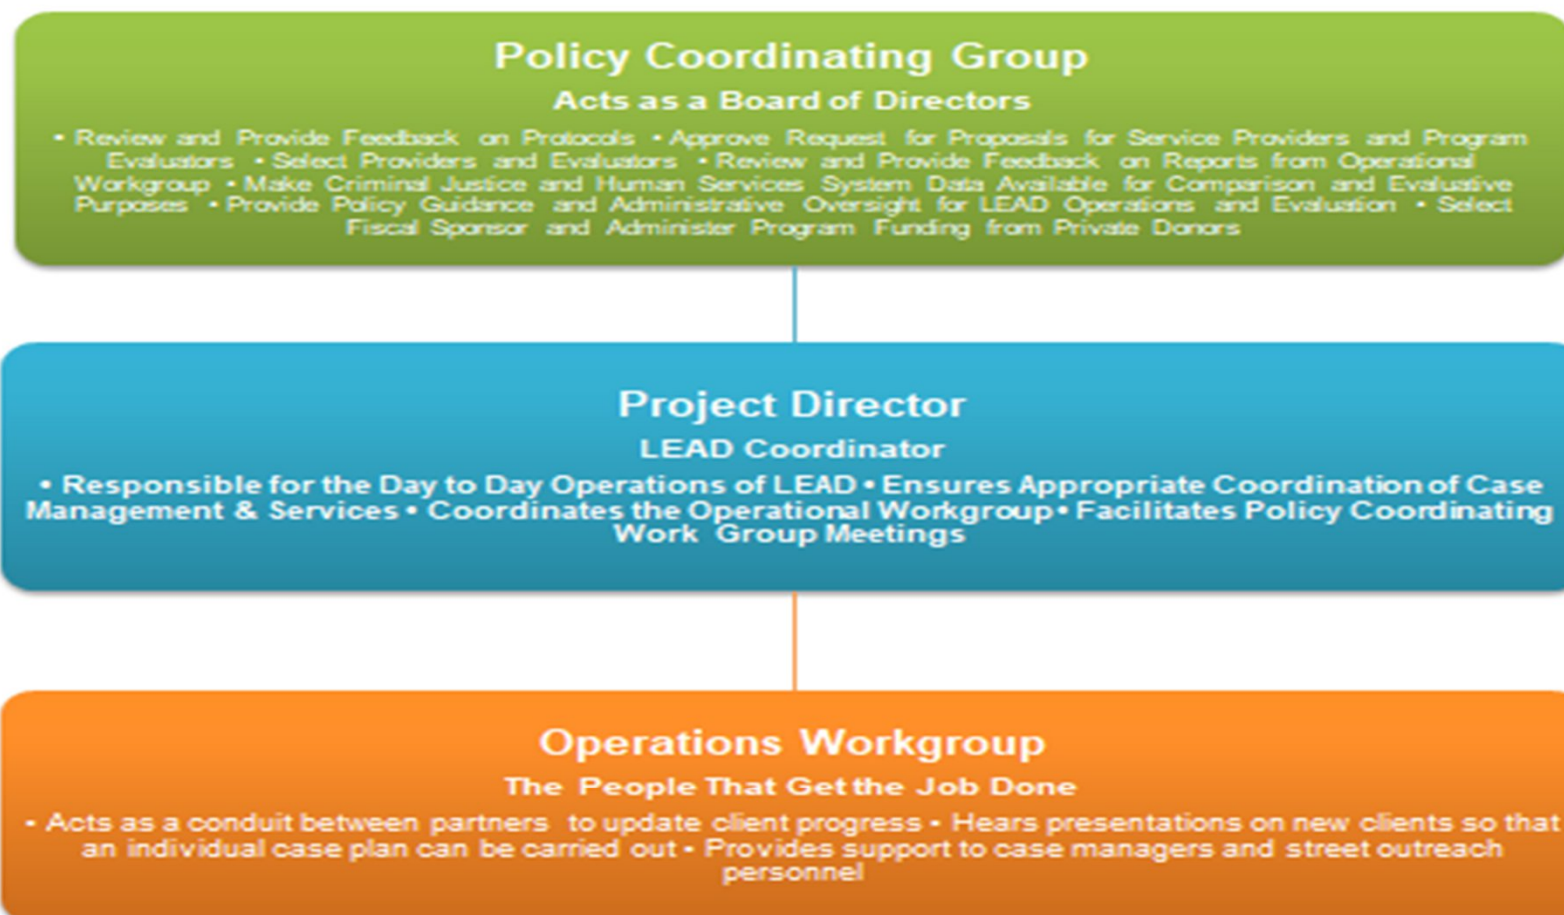 Policy Coordinating Group
Acts as a Board of Directors
• Review and Provide Feedback on Protocols • Approve Request for Proposals for Service Providers and Program
Evaluators • Select Providers and Evaluators • Review and Provide Feedback on Reports from Operational
Workgroup • Make Criminal Justice and Human Services System Data Available for Comparison and Evaluative
Purposes • Provide Policy Guidance and Administrative Oversight for LEAD Operations and Evaluation • Select
Fiscal Sponsor and Administer Program Funding from Private Donors
Project Director
LEAD Coordinator
• Responsible for the Day to Day Operations of LEAD • Ensures Appropriate Coordination of Case
Management & Services • Coordinates the Operational Workgroup • Facilitates Policy Coordinating
Work Group Meetings
Operations Workgroup
The People That Get the Job Done
• Acts as a conduit between partners to update client progress • Hears presentations on new clients so that
an individual case plan can be carried out • Provides support to case managers and street outreach
personnel